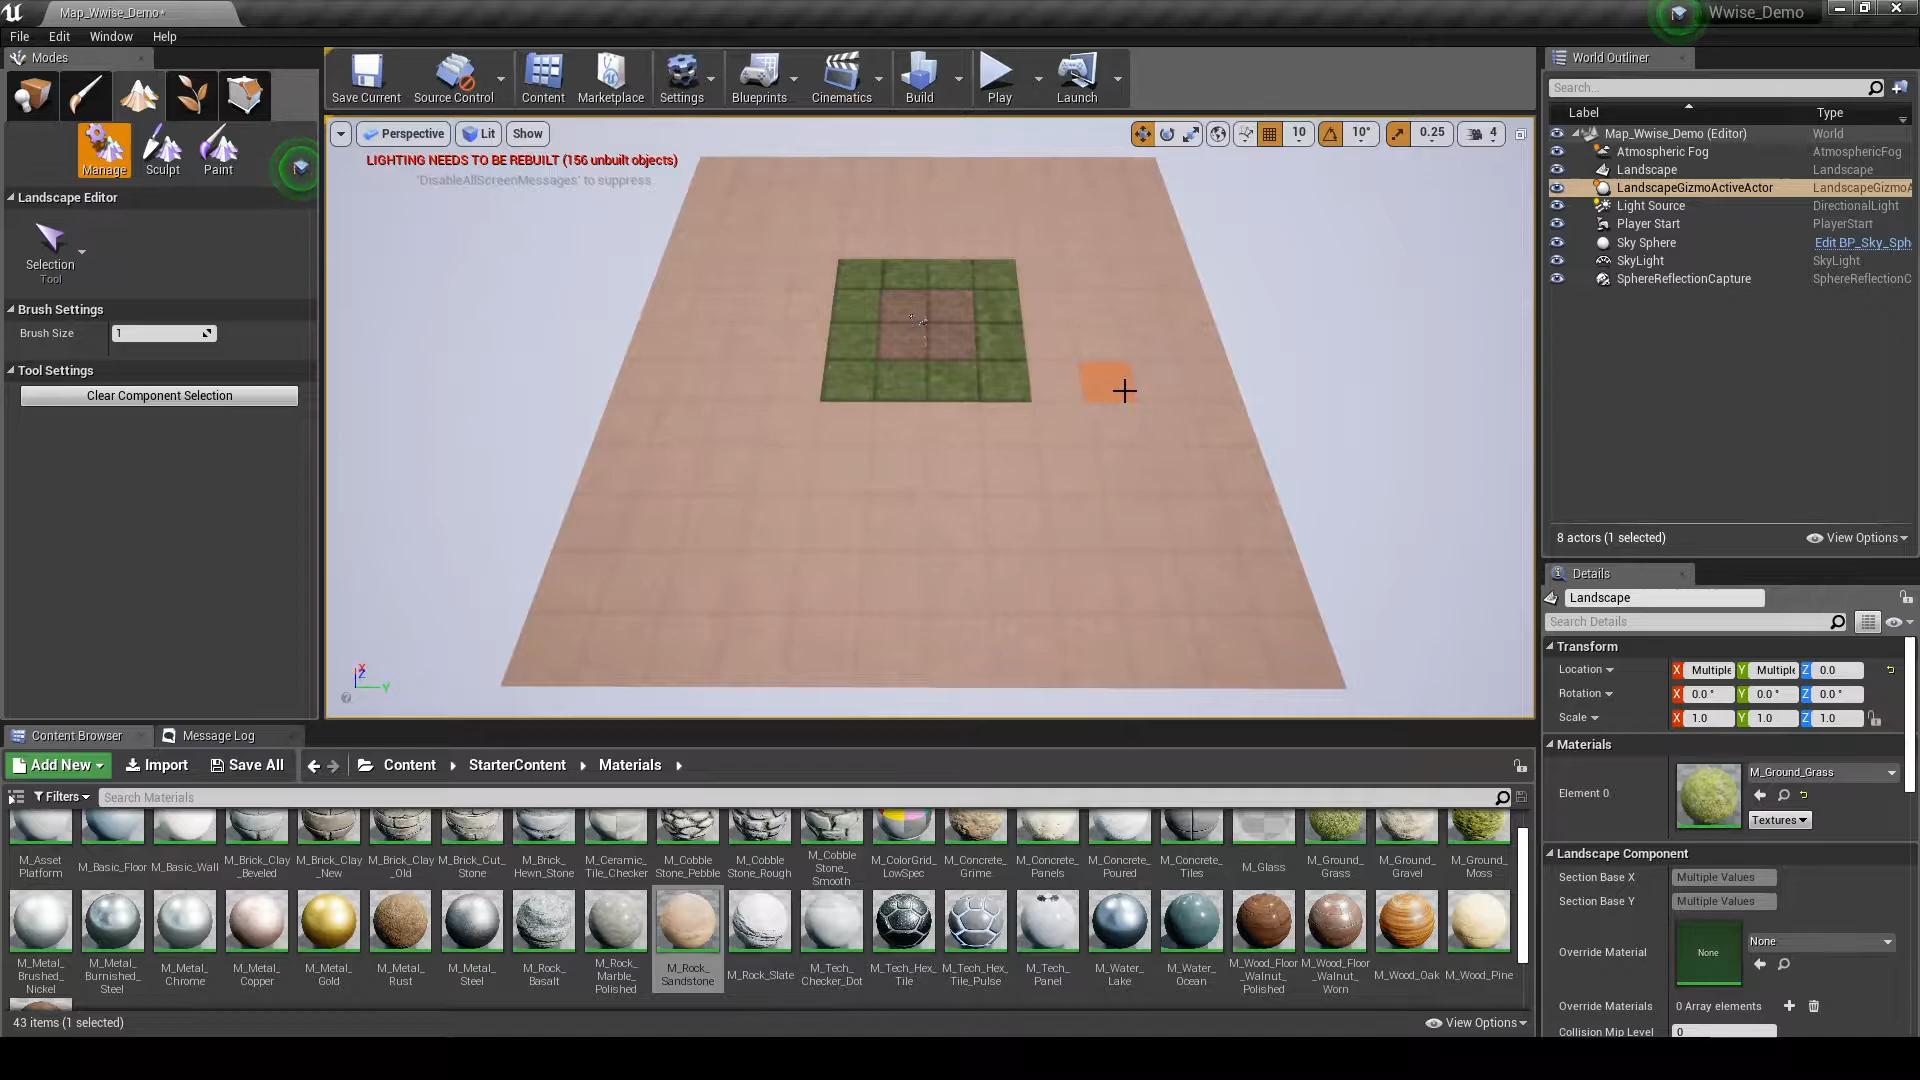 Map_Wwise_Demo*
Wwise_Demo
File Edit Window Help
Modes
Manage Sculpt Paint
Landscape Editor
Selection
Tool
Brush Settings
Brush Size 1
Tool Settings
Clear Component Selection
Save Current Source Control Content Marketplace Settings Blueprints Cinematics Build Play Launch
Perspective Lit Show
10 10° 0.25 4
LIGHTING NEEDS TO BE REBUILT (156 unbuilt objects)
'DisableAllScreenMessages' to suppress
X
Z
Y
World Outliner
Search...
Label Type
Map_Wwise_Demo (Editor) World
Atmospheric Fog AtmosphericFog
Landscape Landscape
LandscapeGizmoActiveActor LandscapeGizmoA
Light Source DirectionalLight
Player Start PlayerStart
Sky Sphere Edit BP_Sky_Sph
SkyLight SkyLight
SphereReflectionCapture SphereReflectionC
8 actors (1 selected) View Options
Details
Landscape
Search Details
Transform
Location X Multiple Y Multiple Z 0.0
Rotation X 0.0 ° Y 0.0 ° Z 0.0 °
Scale X 1.0 Y 1.0 Z 1.0
Materials
Element 0 M_Ground_Grass
Textures
Landscape Component
Section Base X Multiple Values
Section Base Y Multiple Values
Override Material None None
Override Materials 0 Array elements
Collision Mip Level 0
Content Browser Message Log
Add New Import Save All Content StarterContent Materials
Filters Search Materials
M_Asset_Platform M_Basic_Floor M_Basic_Wall M_Brick_Clay_Beveled M_Brick_Clay_New M_Brick_Clay_Old M_Brick_Cut_Stone M_Brick_Hewn_Stone M_Ceramic_Tile_Checker M_Cobble_Stone_Pebble M_Cobble_Stone_Rough M_Cobble_Stone_Smooth M_ColorGrid_LowSpec M_Concrete_Grime M_Concrete_Panels M_Concrete_Poured M_Concrete_Tiles M_Glass M_Ground_Grass M_Ground_Gravel M_Ground_Moss
M_Metal_Brushed_Nickel M_Metal_Burnished_Steel M_Metal_Chrome M_Metal_Copper M_Metal_Gold M_Metal_Rust M_Metal_Steel M_Rock_Basalt M_Rock_Marble_Polished M_Rock_Sandstone M_Rock_Slate M_Tech_Checker_Dot M_Tech_Hex_Tile M_Tech_Hex_Tile_Pulse M_Tech_Panel M_Water_Lake M_Water_Ocean M_Wood_Floor_Walnut_Polished M_Wood_Floor_Walnut_Worn M_Wood_Oak M_Wood_Pine
43 items (1 selected) View Options